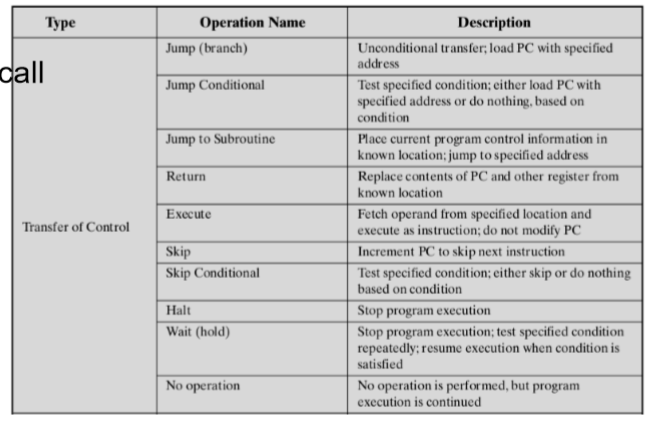 Type Operation Name Description
Jump (branch) Unconditional transfer; load PC with specified
address
call
Jump Conditional Test specified condition; either load PC with
specified address or do nothing, based on
condition
Jump to Subroutine Place current program control information in
known location; jump to specified address
Return Replace contents of PC and other register from
known location
Transfer of Control
Execute Fetch operand from specified location and
execute as instruction; do not modify PC
Skip Increment PC to skip next instruction
Skip Conditional Test specified condition; either skip or do nothing
based on condition
Halt Stop program execution
Wait (hold) Stop program execution; test specified condition
repeatedly; resume execution when condition is
satisfied
No operation No operation is performed, but program
execution is continued